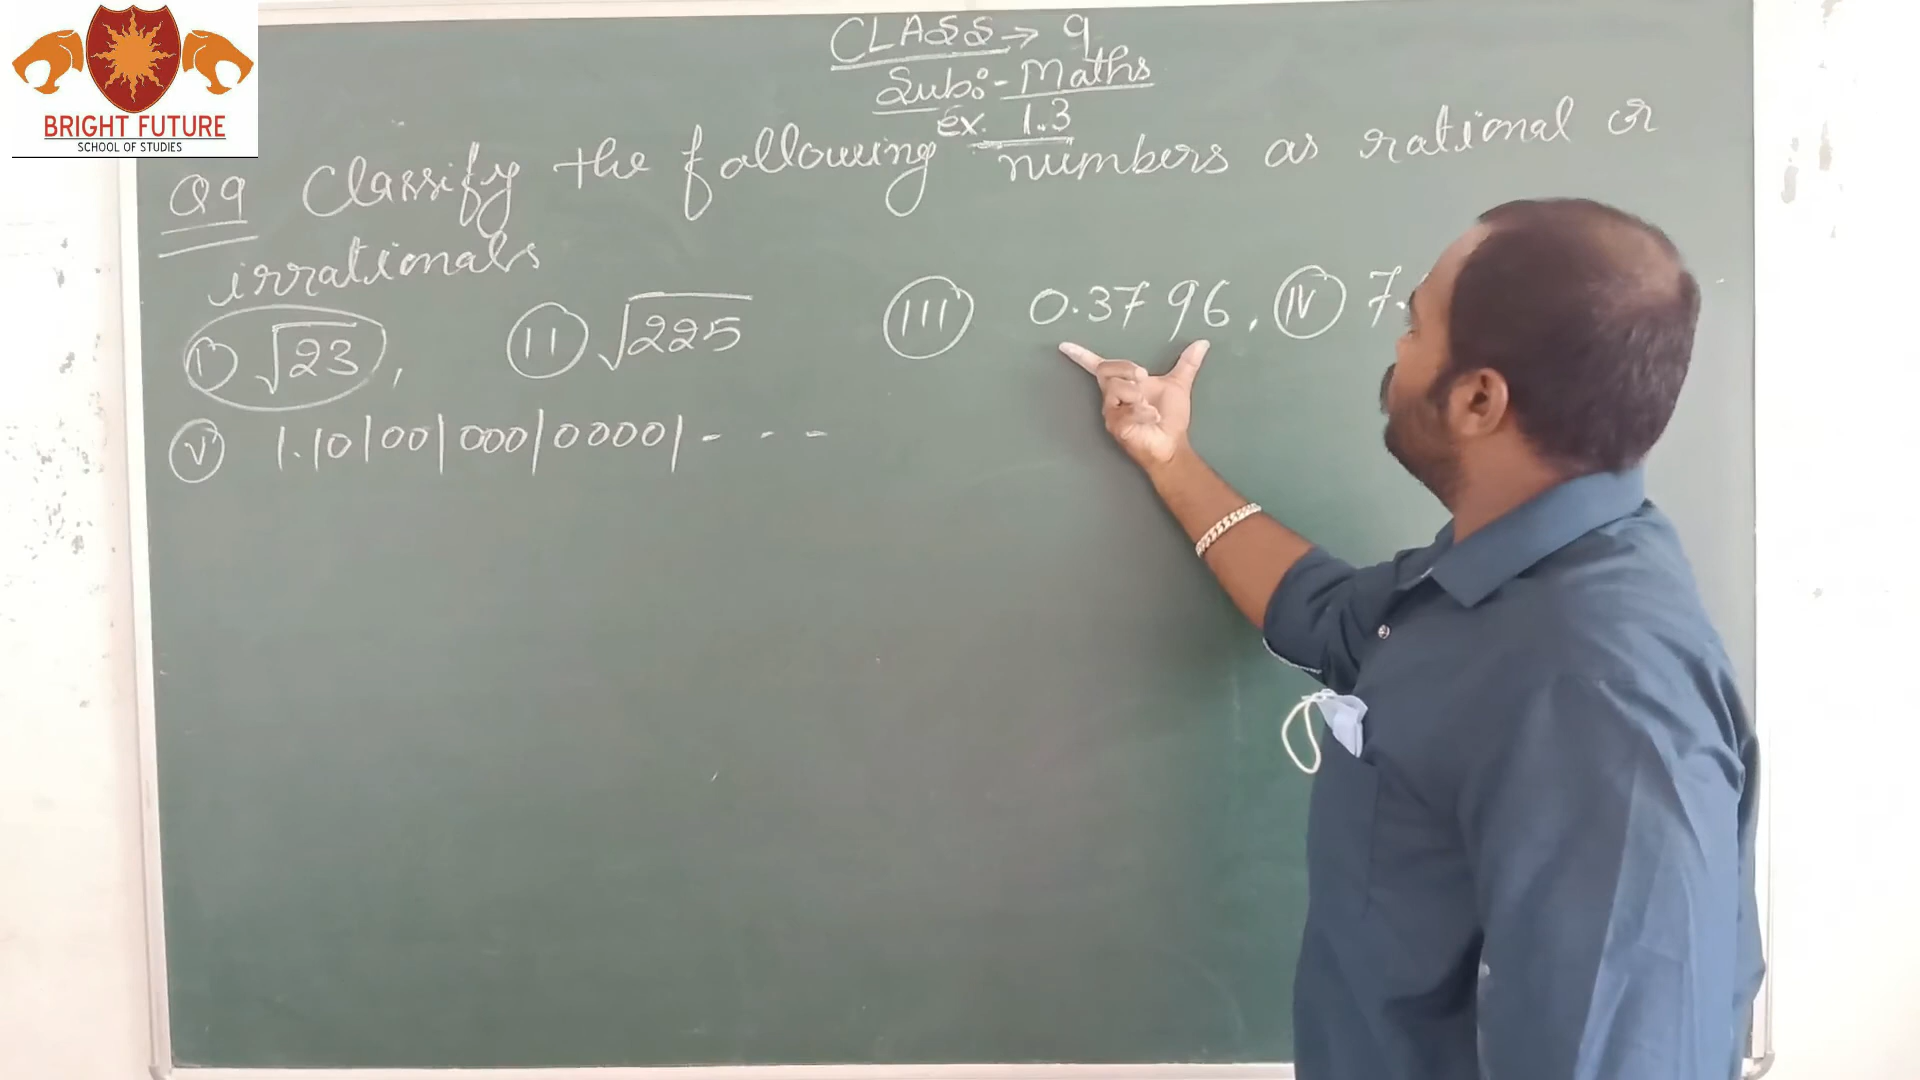 BRIGHT FUTURE
SCHOOL OF STUDIES
CLASS → 9
Sub:- Maths
ex. 1.3
Q9 Classify the following numbers as rational or
irrationals
(I) √23, (II) √225 (III) 0.3796, (IV) 7.
(V) 1.10|00|000|0000|- - -